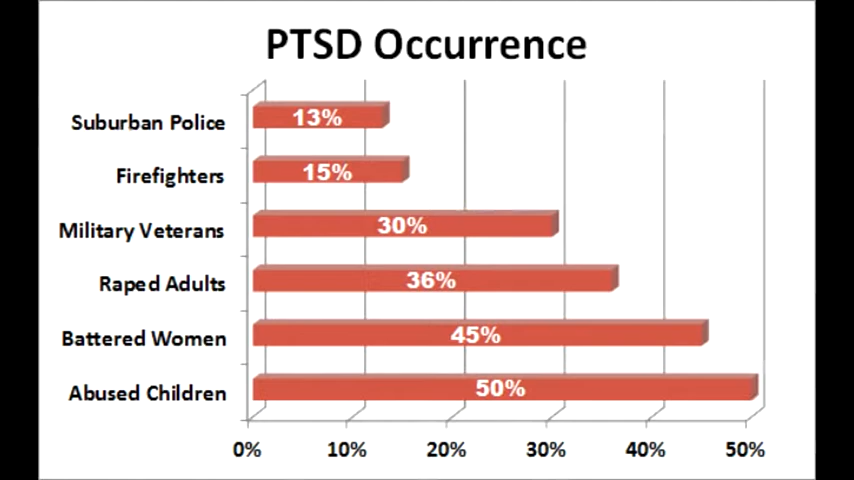 PTSD Occurrence
Suburban Police 13%
Firefighters 15%
Military Veterans 30%
Raped Adults 36%
Battered Women 45%
Abused Children 50%
0% 10% 20% 30% 40% 50%